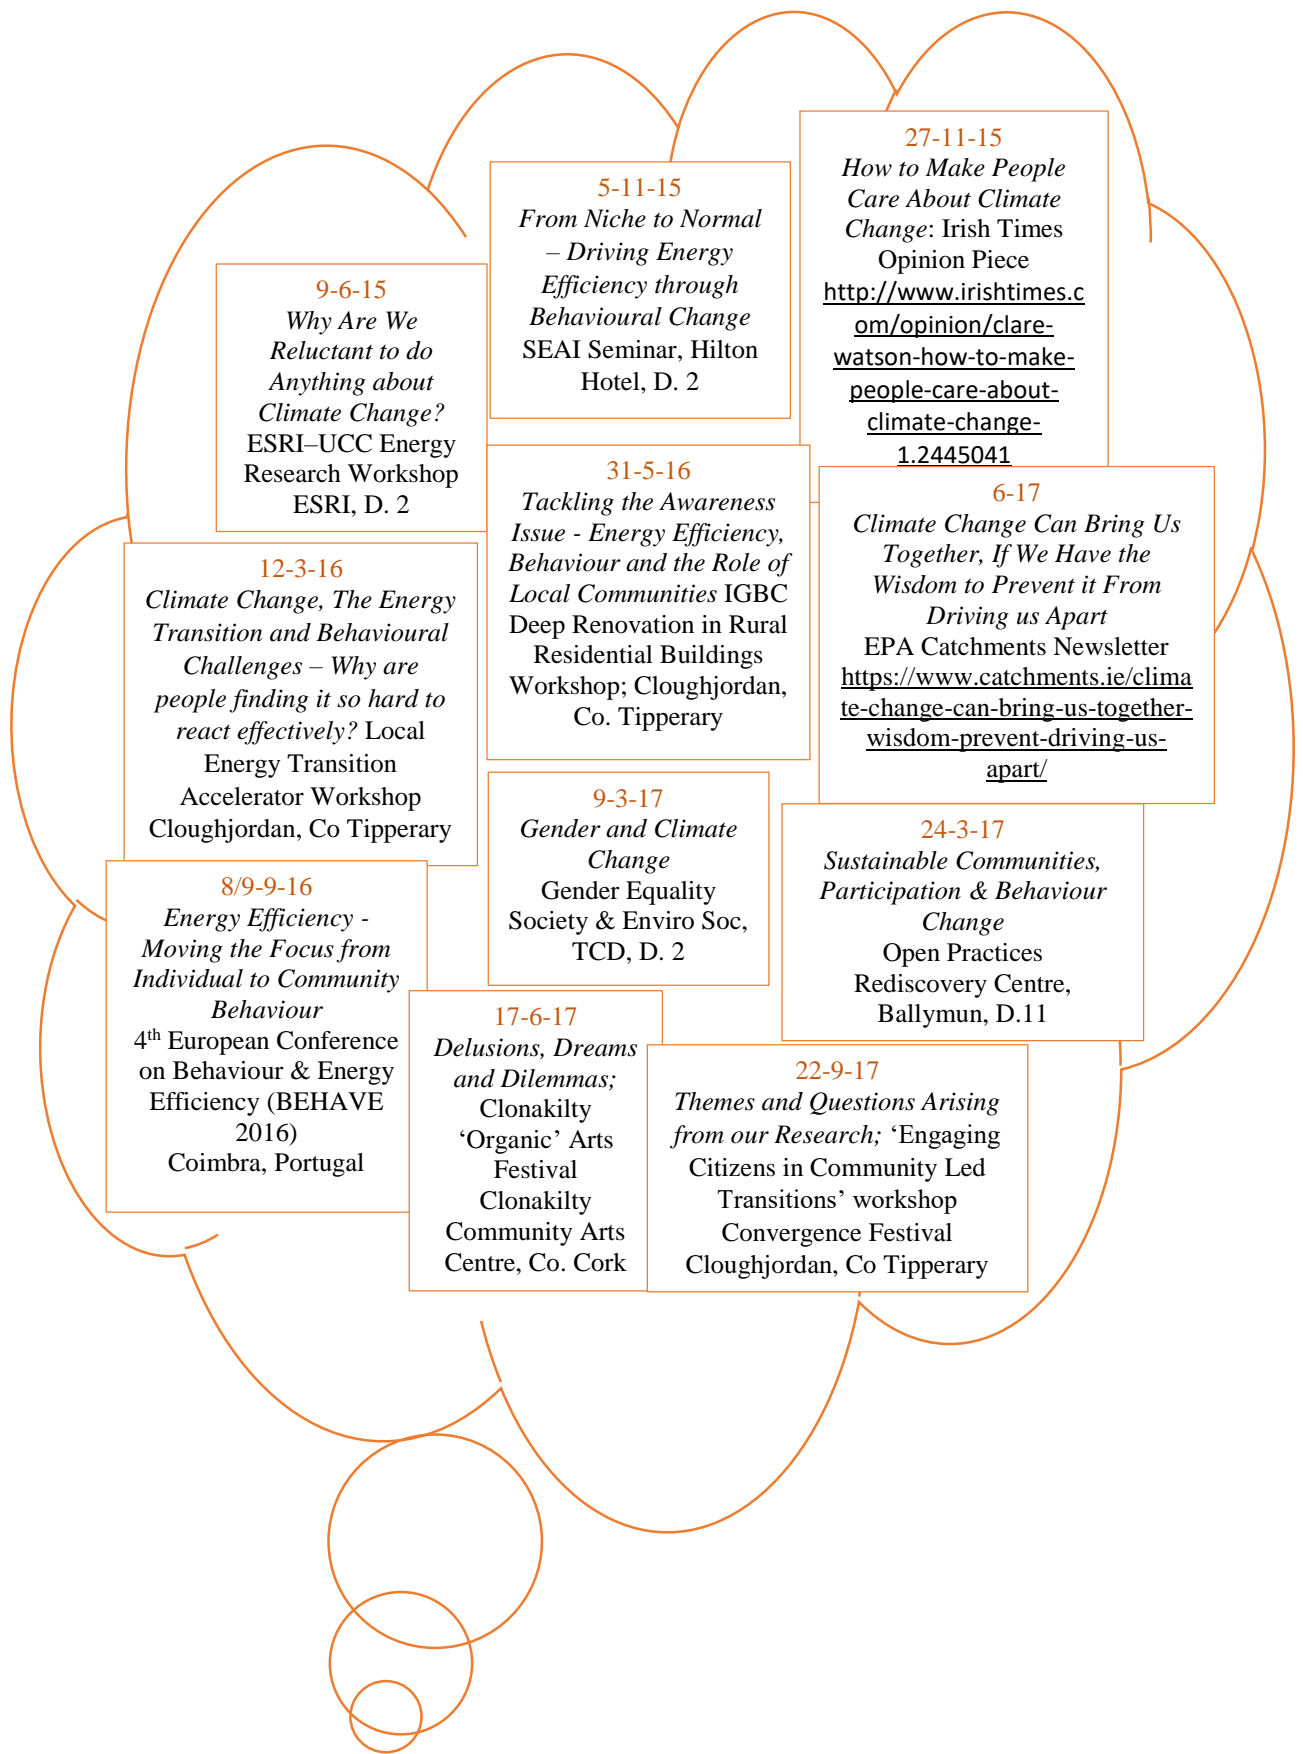 27-11-15
How to Make People
Care About Climate
Change: Irish Times
Opinion Piece
http://www.irishtimes.c
om/opinion/clare-
watson-how-to-make-
people-care-about-
climate-change-
1.2445041
5-11-15
From Niche to Normal
– Driving Energy
Efficiency through
Behavioural Change
SEAI Seminar, Hilton
Hotel, D. 2
9-6-15
Why Are We
Reluctant to do
Anything about
Climate Change?
ESRI–UCC Energy
Research Workshop
ESRI, D. 2
31-5-16
Tackling the Awareness
Issue - Energy Efficiency,
Behaviour and the Role of
Local Communities IGBC
Deep Renovation in Rural
Residential Buildings
Workshop; Cloughjordan,
Co. Tipperary
6-17
Climate Change Can Bring Us
Together, If We Have the
Wisdom to Prevent it From
Driving us Apart
EPA Catchments Newsletter
https://www.catchments.ie/clima
te-change-can-bring-us-together-
wisdom-prevent-driving-us-
apart/
12-3-16
Climate Change, The Energy
Transition and Behavioural
Challenges – Why are
people finding it so hard to
react effectively? Local
Energy Transition
Accelerator Workshop
Cloughjordan, Co Tipperary
9-3-17
Gender and Climate
Change
Gender Equality
Society & Enviro Soc,
TCD, D. 2
24-3-17
Sustainable Communities,
Participation & Behaviour
Change
Open Practices
Rediscovery Centre,
Ballymun, D.11
8/9-9-16
Energy Efficiency -
Moving the Focus from
Individual to Community
Behaviour
4th European Conference
on Behaviour & Energy
Efficiency (BEHAVE
2016)
Coimbra, Portugal
17-6-17
Delusions, Dreams
and Dilemmas;
Clonakilty
‘Organic’ Arts
Festival
Clonakilty
Community Arts
Centre, Co. Cork
22-9-17
Themes and Questions Arising
from our Research; ‘Engaging
Citizens in Community Led
Transitions’ workshop
Convergence Festival
Cloughjordan, Co Tipperary